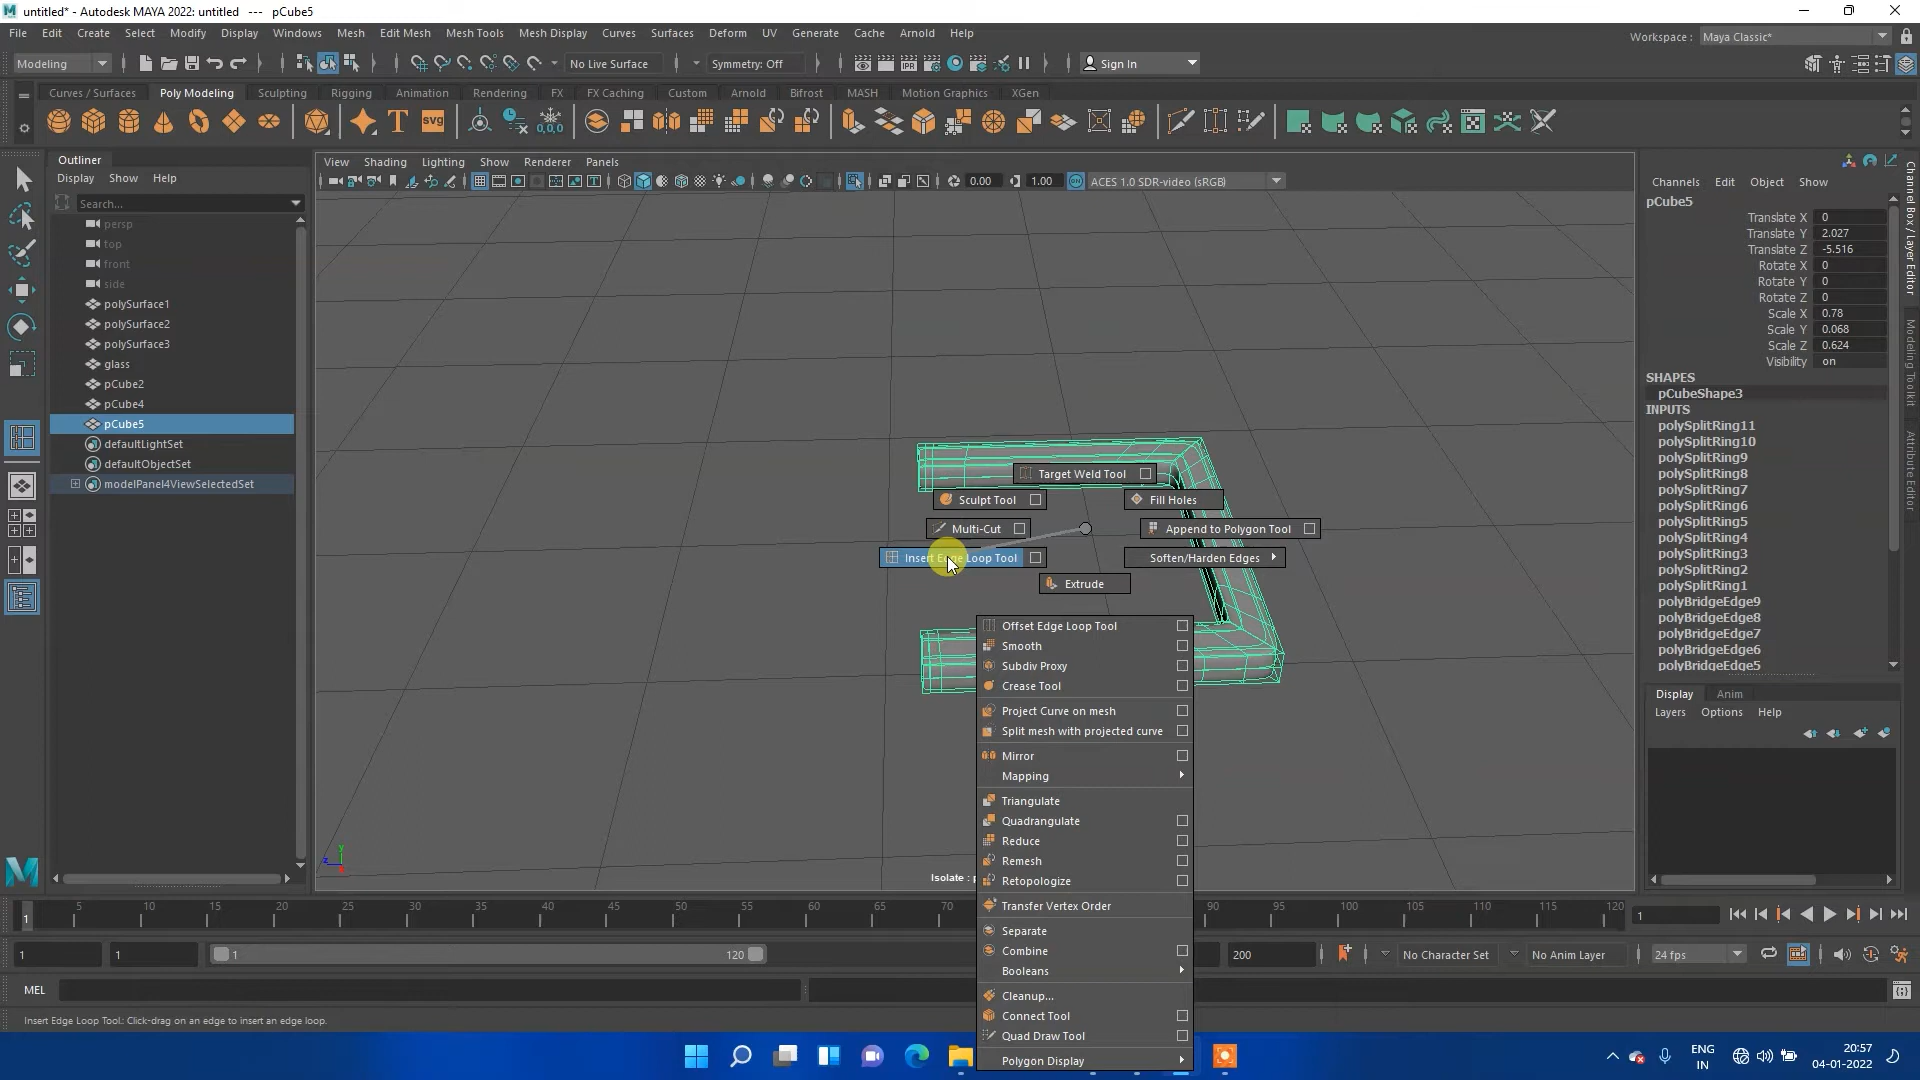 untitled* - Autodesk MAYA 2022: untitled --- pCube5
File Edit Create Select Modify Display Windows Mesh Edit Mesh Mesh Tools Mesh Display Curves Surfaces Deform UV Generate Cache Arnold Help
Workspace : Maya Classic*
Modeling No Live Surface Symmetry: Off Sign In
Curves / Surfaces Poly Modeling Sculpting Rigging Animation Rendering FX FX Caching Custom Arnold Bifrost MASH Motion Graphics XGen
T svg 0,0,0
Outliner
Display Show Help
Search...
persp
top
front
side
polySurface1
polySurface2
polySurface3
glass
pCube2
pCube4
pCube5
defaultLightSet
defaultObjectSet
modelPanel4ViewSelectedSet
View Shading Lighting Show Renderer Panels
0.00 1.00 ACES 1.0 SDR-video (sRGB)
Target Weld Tool
Sculpt Tool
Fill Holes
Multi-Cut
Append to Polygon Tool
Insert Edge Loop Tool
Soften/Harden Edges
Extrude
Offset Edge Loop Tool
Smooth
Subdiv Proxy
Crease Tool
Project Curve on mesh
Split mesh with projected curve
Mirror
Mapping
Triangulate
Quadrangulate
Reduce
Remesh
Retopologize
Transfer Vertex Order
Separate
Combine
Booleans
Cleanup...
Connect Tool
Quad Draw Tool
Polygon Display
Isolate :
y
z
Channels Edit Object Show
pCube5
Translate X 0
Translate Y 2.027
Translate Z -5.516
Rotate X 0
Rotate Y 0
Rotate Z 0
Scale X 0.78
Scale Y 0.068
Scale Z 0.624
Visibility on
SHAPES
pCubeShape3
INPUTS
polySplitRing11
polySplitRing10
polySplitRing9
polySplitRing8
polySplitRing7
polySplitRing6
polySplitRing5
polySplitRing4
polySplitRing3
polySplitRing2
polySplitRing1
polyBridgeEdge9
polyBridgeEdge8
polyBridgeEdge7
polyBridgeEdge6
polyBridgeEdge5
Display Anim
Layers Options Help
Channel Box / Layer Editor
Modeling Toolkit
Attribute Editor
1 5 10 15 20 25 30 35 40 45 50 55 60 65 70 90 95 100 105 110 115 120 1
1 1 1 120 200 No Character Set No Anim Layer 24 fps
MEL
Insert Edge Loop Tool: Click-drag on an edge to insert an edge loop.
ENG
IN
20:57
04-01-2022